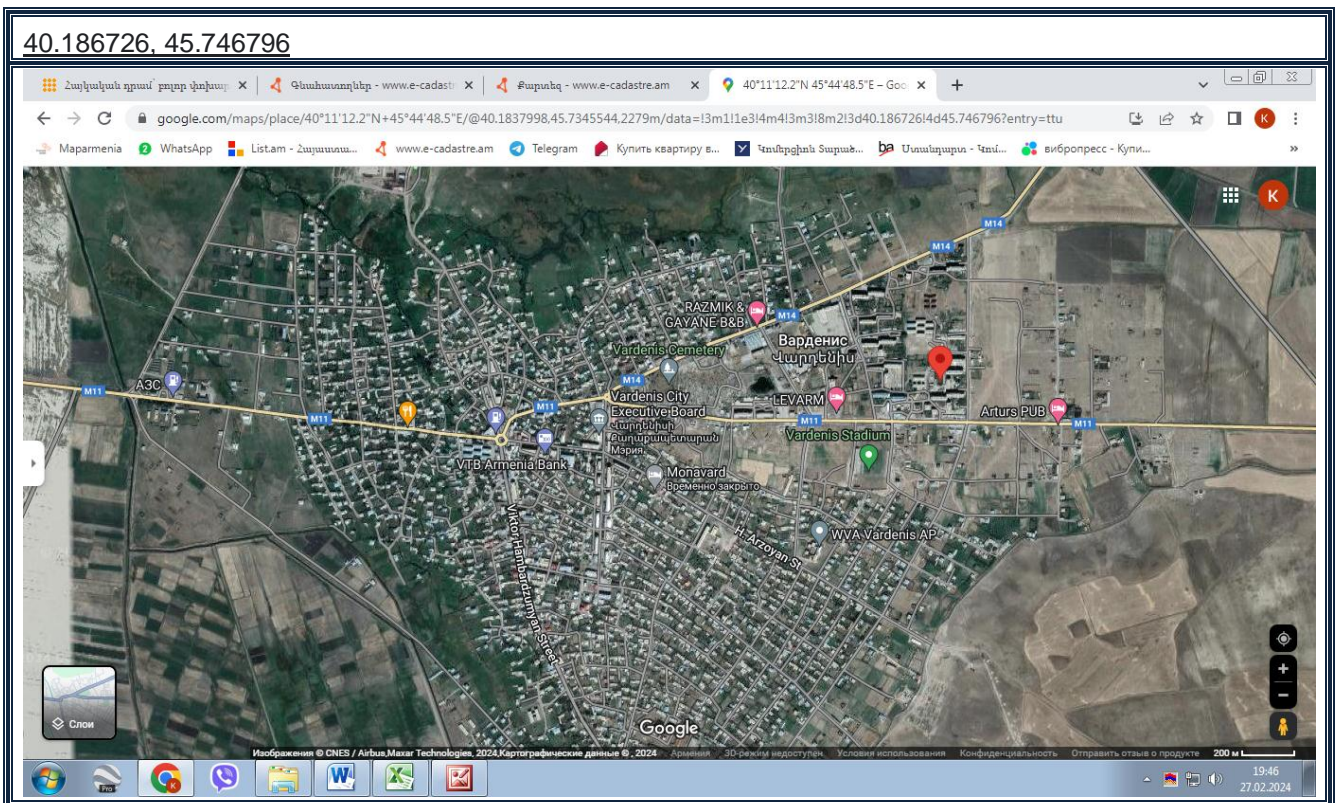 40.186726, 45.746796
Հայկական դրամ՝ բոլոր փոխար
Գնահատողներ - www.e-cadastr
Քարտեզ - www.e-cadastre.am
40°11'12.2"N 45°44'48.5"E – Goo
google.com/maps/place/40°11'12.2"N+45°44'48.5"E/@40.1837998,45.7345544,2279m/data=!3m1!1e3!4m4!3m3!8m2!3d40.186726!4d45.746796?entry=ttu
K
Maparmenia
WhatsApp
List.am - Հայաստա...
www.e-cadastre.am
Telegram
Купить квартиру в...
Կոմերցիոն Տարած...
Ստանդարտ - Կոմ...
вибропресс - Купи...
»
K
M14
M14
RAZMIK &
GAYANE B&B
M14
Варденис
Վարդենիս
Vardenis Cemetery
M14
АЗС
M11
Vardenis City
Executive Board
Վարդենիսի
Քաղաքապետարան
Мэрия
LEVARM
Arturs PUB
M11
M11
M11
M11
Vardenis Stadium
VTB Armenia Bank
Monavard
Временно закрыто
Viktor Hambardzumyan Street
H. Arzoyan St
WVA Vardenis AP
Слои
Google
Изображения © CNES / Airbus,Maxar Technologies, 2024,Картографические данные © , 2024
Армения
3D-режим недоступен
Условия использования
Конфиденциальность
Отправить отзыв о продукте
200 м
Pro
19:46
27.02.2024